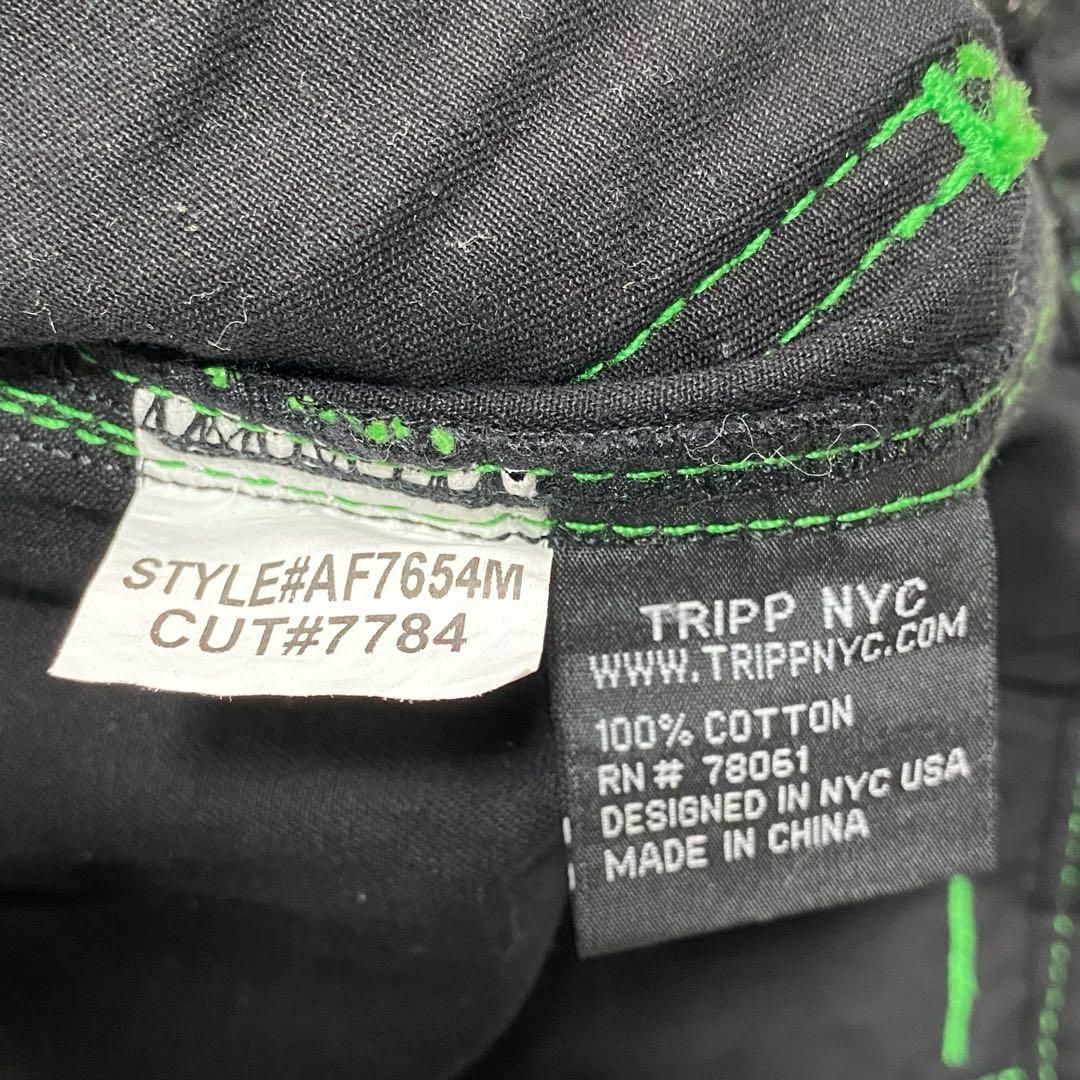 STYLE#AF7654M
CUT#7784
TRIPP NYC
WWW.TRIPPNYC.COM
100% COTTON
RN# 78061
DESIGNED IN NYC USA
MADE IN CHINA